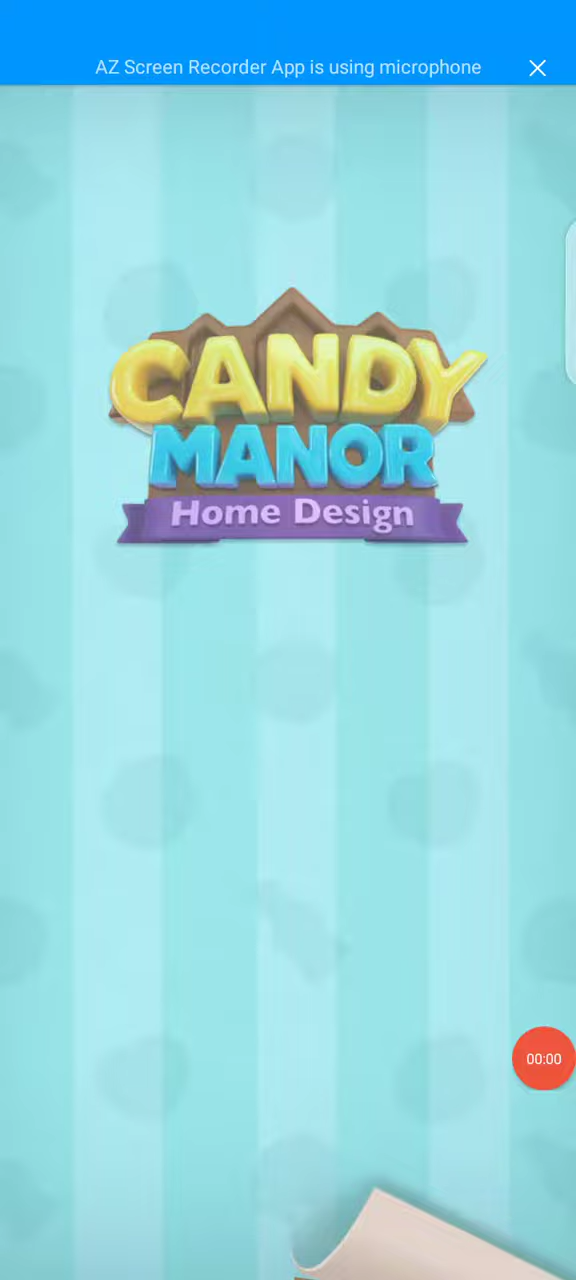 AZ Screen Recorder App is using microphone
CANDY
MANOR
Home Design
00:00